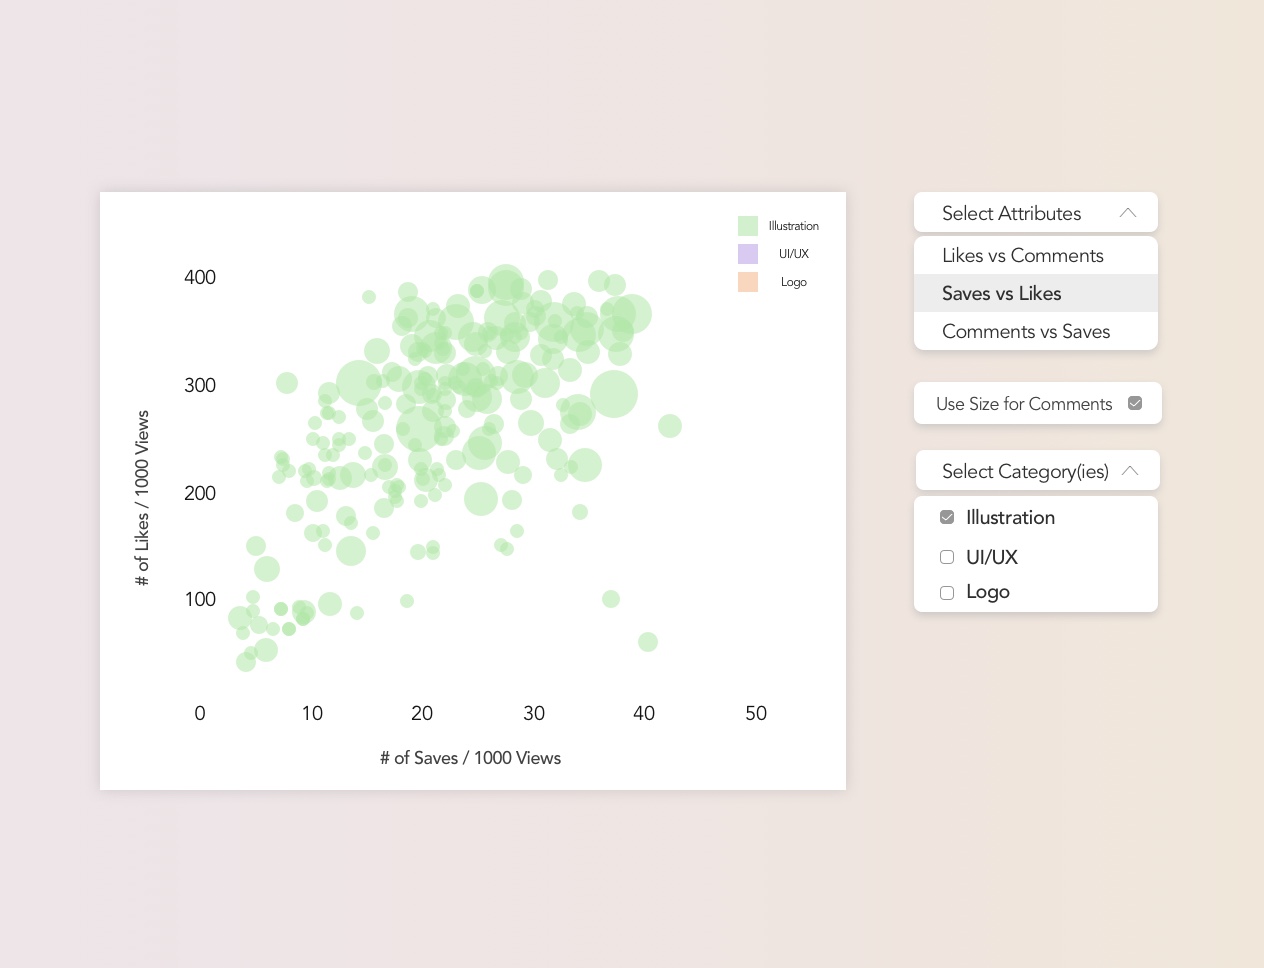 Illustration
UI/UX
Logo
400
300
200
100
# of Likes / 1000 Views
0 10 20 30 40 50
# of Saves / 1000 Views
Select Attributes
Likes vs Comments
Saves vs Likes
Comments vs Saves
Use Size for Comments
Select Category(ies)
Illustration
UI/UX
Logo